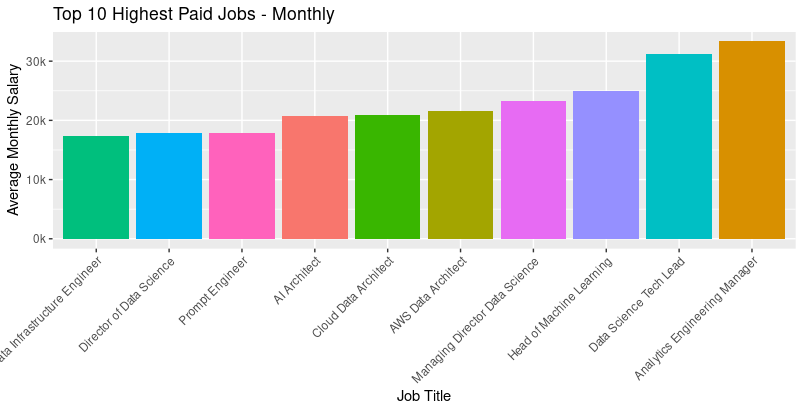 Top 10 Highest Paid Jobs - Monthly
Average Monthly Salary
30k
20k
10k
0k
ata Infrastructure Engineer
Director of Data Science
Prompt Engineer
AI Architect
Cloud Data Architect
AWS Data Architect
Managing Director Data Science
Head of Machine Learning
Data Science Tech Lead
Analytics Engineering Manager
Job Title